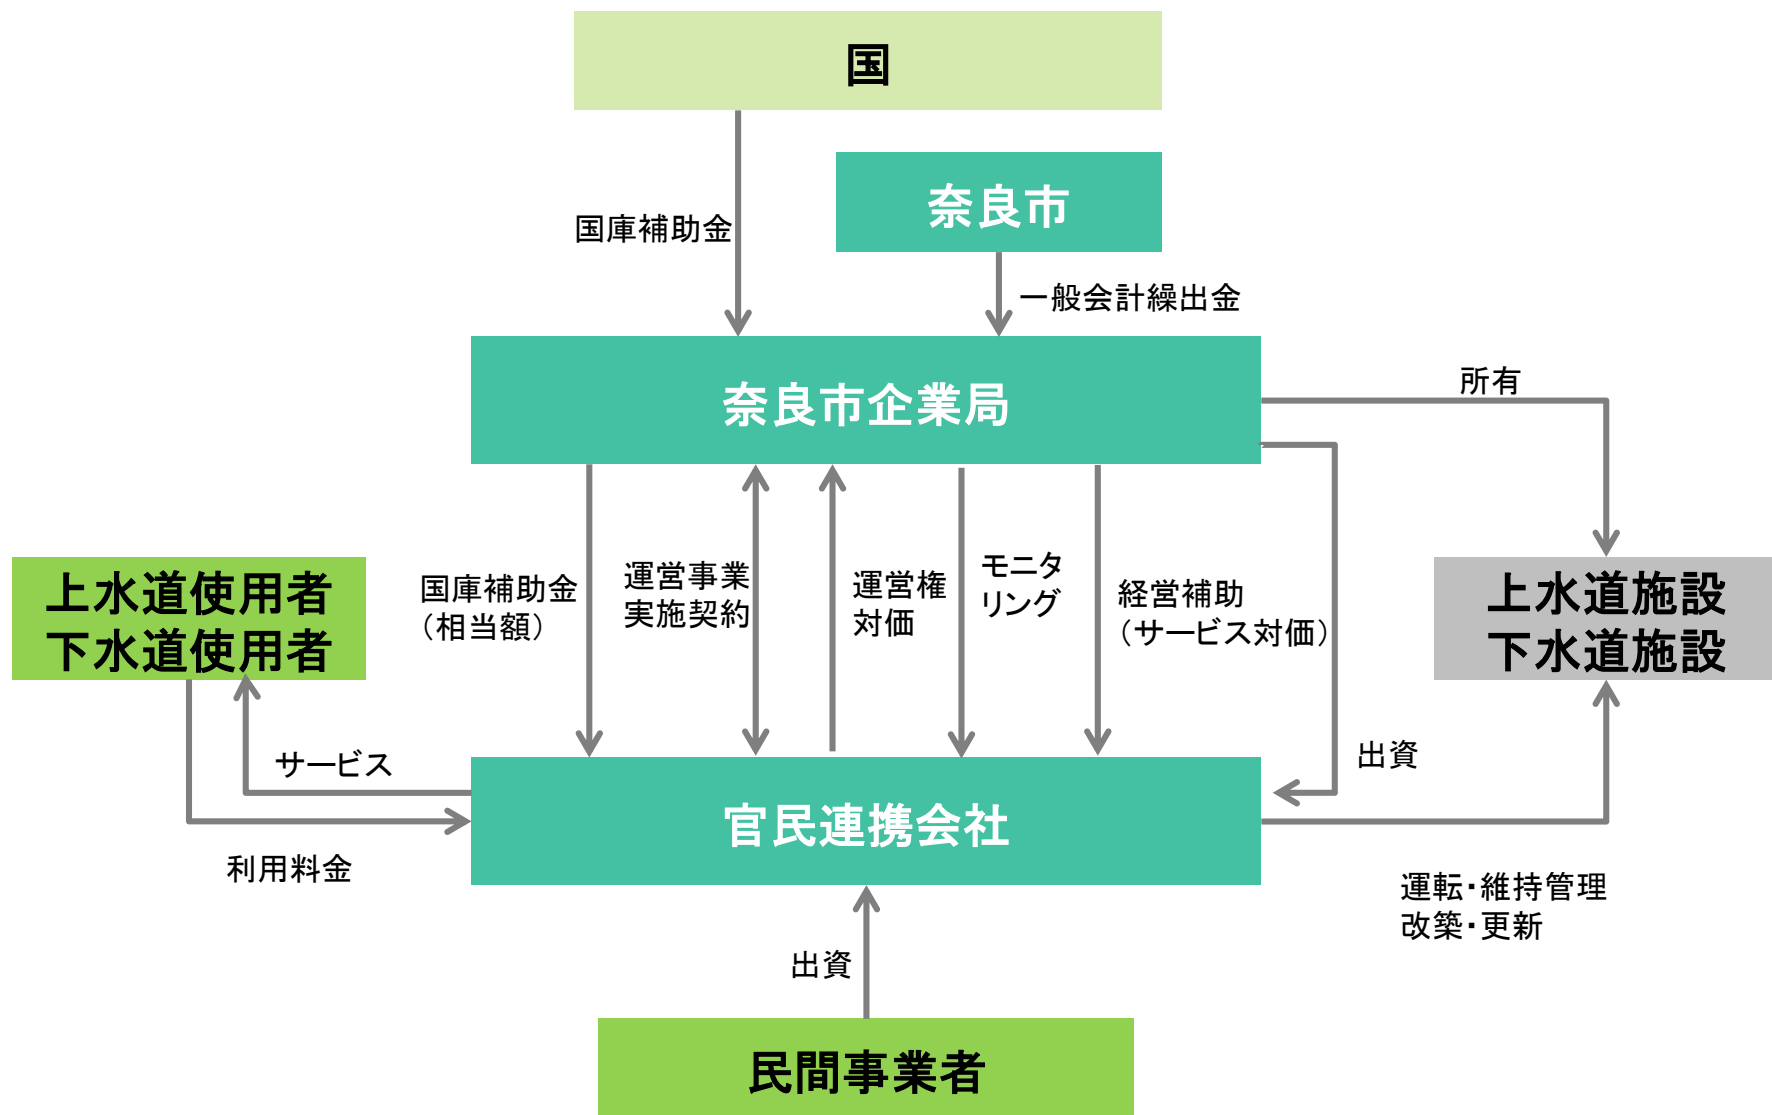 国
奈良市
国庫補助金
一般会計繰出金
奈良市企業局
所有
上水道使用者
下水道使用者
国庫補助金
（相当額）
運営事業
実施契約
運営権
対価
モニタ
リング
経営補助
（サービス対価）
上水道施設
下水道施設
サービス
出資
官民連携会社
利用料金
運転・維持管理
改築・更新
出資
民間事業者